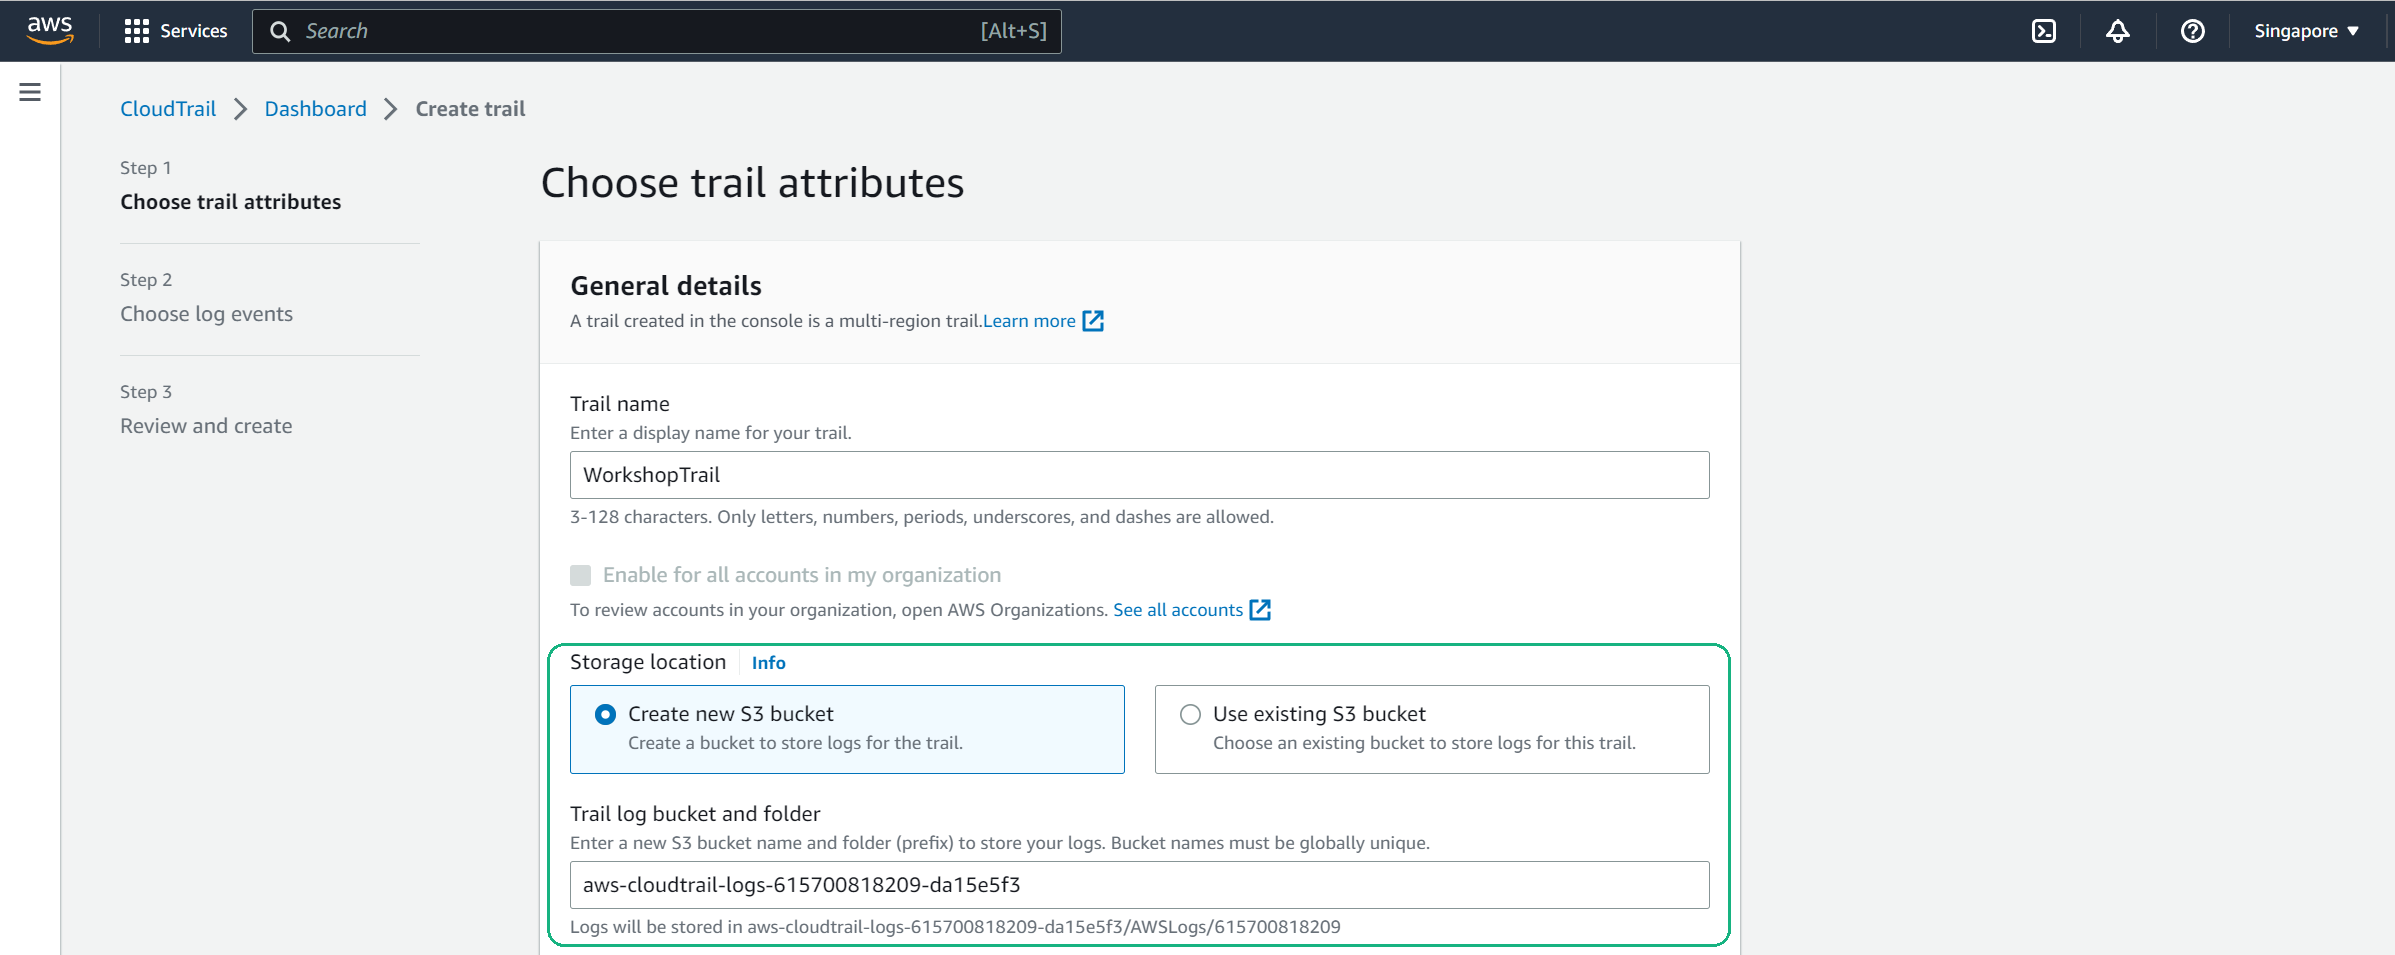 aws
Services
Search
[Alt+S]
Singapore
CloudTrail
Dashboard
Create trail
Step 1
Choose trail attributes
Step 2
Choose log events
Step 3
Review and create
Choose trail attributes
General details
A trail created in the console is a multi-region trail.Learn more
Trail name
Enter a display name for your trail.
WorkshopTrail
3-128 characters. Only letters, numbers, periods, underscores, and dashes are allowed.
Enable for all accounts in my organization
To review accounts in your organization, open AWS Organizations. See all accounts
Storage location Info
Create new S3 bucket
Create a bucket to store logs for the trail.
Use existing S3 bucket
Choose an existing bucket to store logs for this trail.
Trail log bucket and folder
Enter a new S3 bucket name and folder (prefix) to store your logs. Bucket names must be globally unique.
aws-cloudtrail-logs-615700818209-da15e5f3
Logs will be stored in aws-cloudtrail-logs-615700818209-da15e5f3/AWSLogs/615700818209